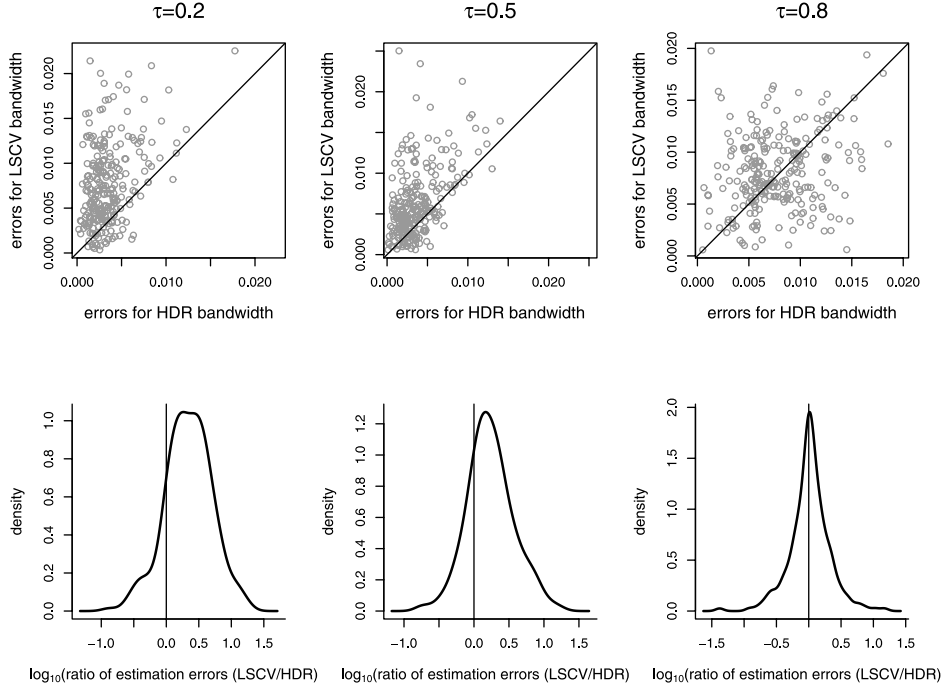 τ=0.2
τ=0.5
τ=0.8
errors for LSCV bandwidth
0.000 0.005 0.010 0.015 0.020
0.000 0.010 0.020
errors for HDR bandwidth
errors for LSCV bandwidth
0.000 0.005 0.010 0.015 0.020
0.000 0.010 0.020
errors for HDR bandwidth
errors for LSCV bandwidth
0.000 0.005 0.010 0.015 0.020
0.000 0.005 0.010 0.015 0.020
errors for HDR bandwidth
density
0.0 0.2 0.4 0.6 0.8 1.0
−1.0 0.0 0.5 1.0 1.5
log10(ratio of estimation errors (LSCV/HDR)
density
0.0 0.2 0.4 0.6 0.8 1.0 1.2
−1.0 0.0 0.5 1.0 1.5
log10(ratio of estimation errors (LSCV/HDR)
density
0.0 0.5 1.0 1.5 2.0
−1.5 −0.5 0.5 1.0 1.5
log10(ratio of estimation errors (LSCV/HDR)